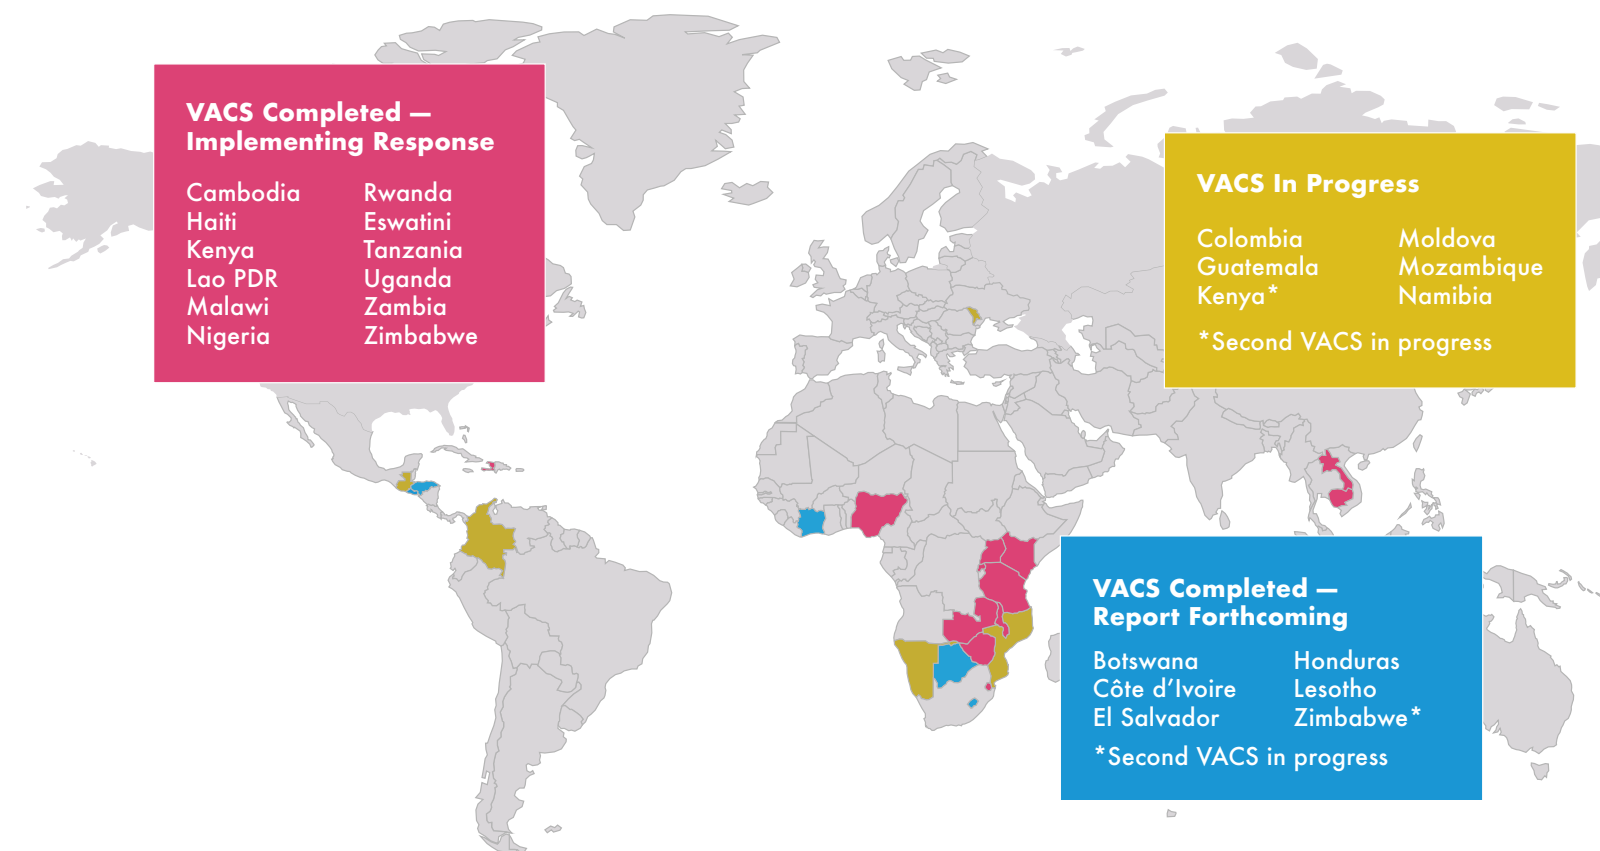 VACS Completed —
Implementing Response
Cambodia
Haiti
Kenya
Lao PDR
Malawi
Nigeria
Rwanda
Eswatini
Tanzania
Uganda
Zambia
Zimbabwe
VACS In Progress
Colombia
Guatemala
Kenya*
Moldova
Mozambique
Namibia
*Second VACS in progress
VACS Completed —
Report Forthcoming
Botswana
Côte d’Ivoire
El Salvador
Honduras
Lesotho
Zimbabwe*
*Second VACS in progress